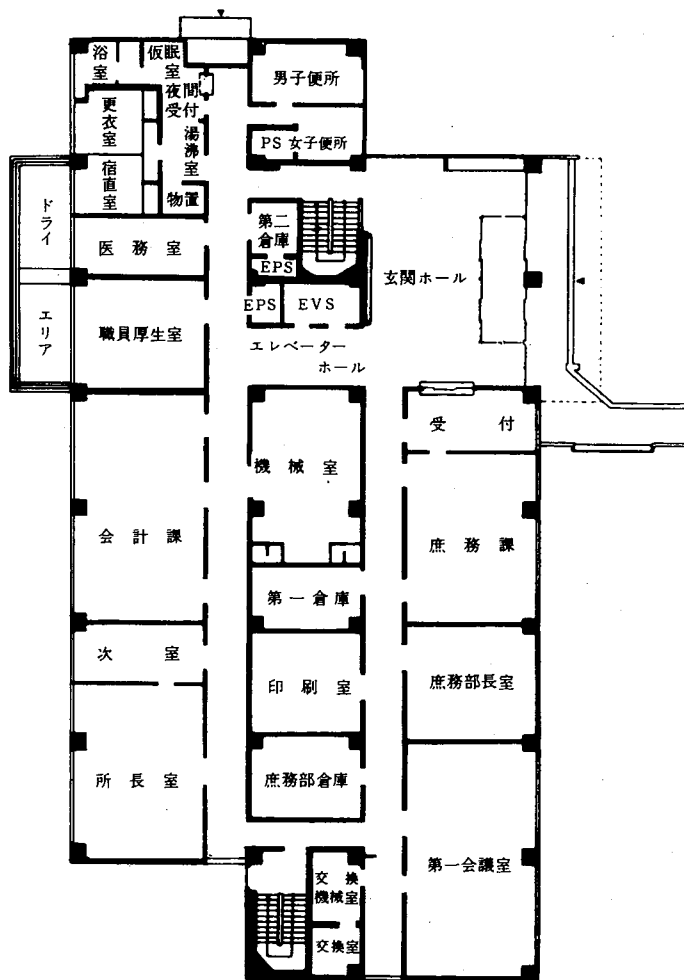 浴室
仮眠室
夜間受付
男子便所
更衣室
湯沸室
PS 女子便所
宿直室
物置
ドライ
エリア
医務室
第二
倉庫
EPS
玄関ホール
職員厚生室
EPS
EVS
エレベーター
ホール
受付
機械室
会計課
庶務課
第一倉庫
次室
印刷室
庶務部長室
所長室
庶務部倉庫
第一会議室
交換
機械室
交換室